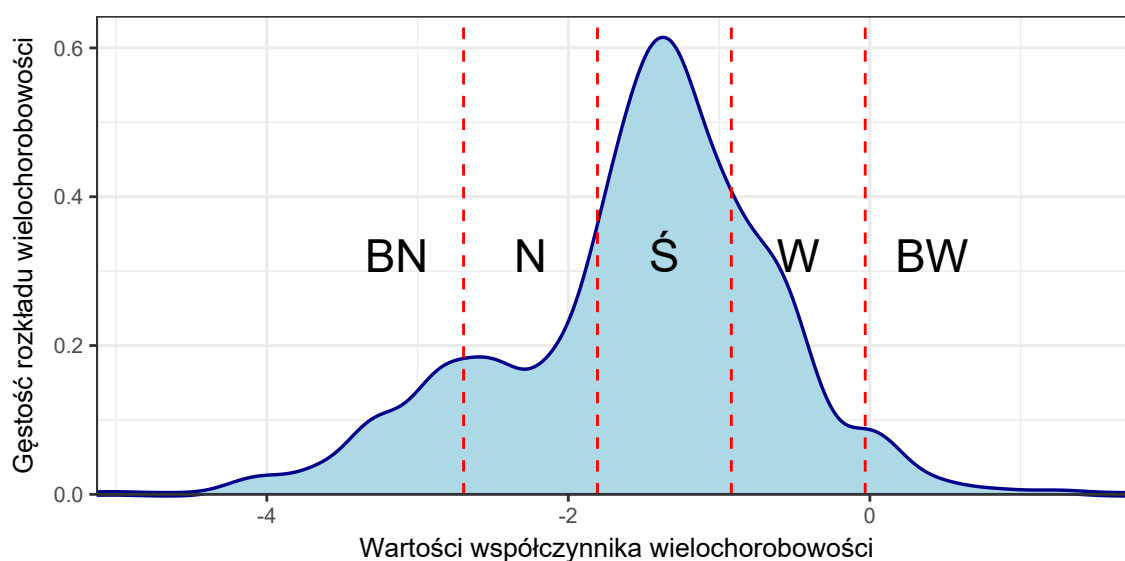 Gęstość rozkładu wielochorobowości
0.6
0.4
0.2
0.0
BN N Ś W BW
-4 -2 0
Wartości współczynnika wielochorobowości